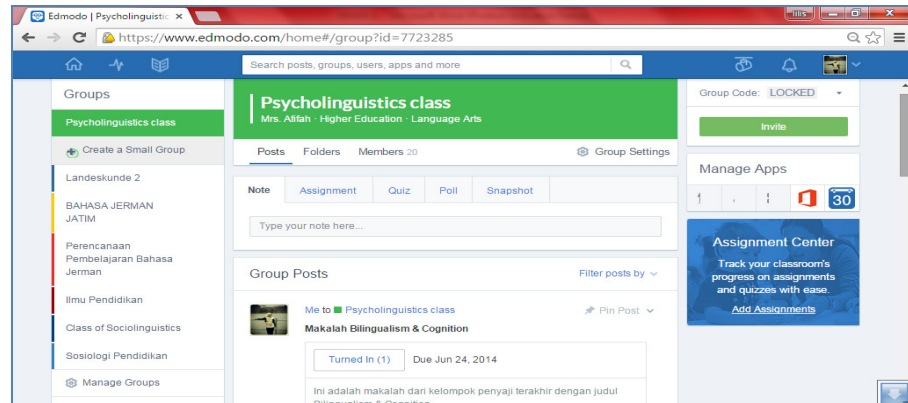 Edmodo | Psycholinguistic
https://www.edmodo.com/home#/group?id=7723285
Search posts, groups, users, apps and more
Groups
Psycholinguistics class
Create a Small Group
Landeskunde 2
BAHASA JERMAN
JATIM
Perencanaan
Pembelajaran Bahasa
Jerman
Ilmu Pendidikan
Class of Sociolinguistics
Sosiologi Pendidikan
Manage Groups
Psycholinguistics class
Mrs. Afifah · Higher Education · Language Arts
Posts Folders Members 20 Group Settings
Note Assignment Quiz Poll Snapshot
Type your note here...
Group Posts Filter posts by
Me to Psycholinguistics class Pin Post
Makalah Bilingualism & Cognition
Turned In (1) Due Jun 24, 2014
Ini adalah makalah dari kelompok penyaji terakhir dengan judul
Bilingualism & Cognition
Group Code: LOCKED
Invite
Manage Apps
30
Assignment Center
Track your classroom's
progress on assignments
and quizzes with ease.
Add Assignments